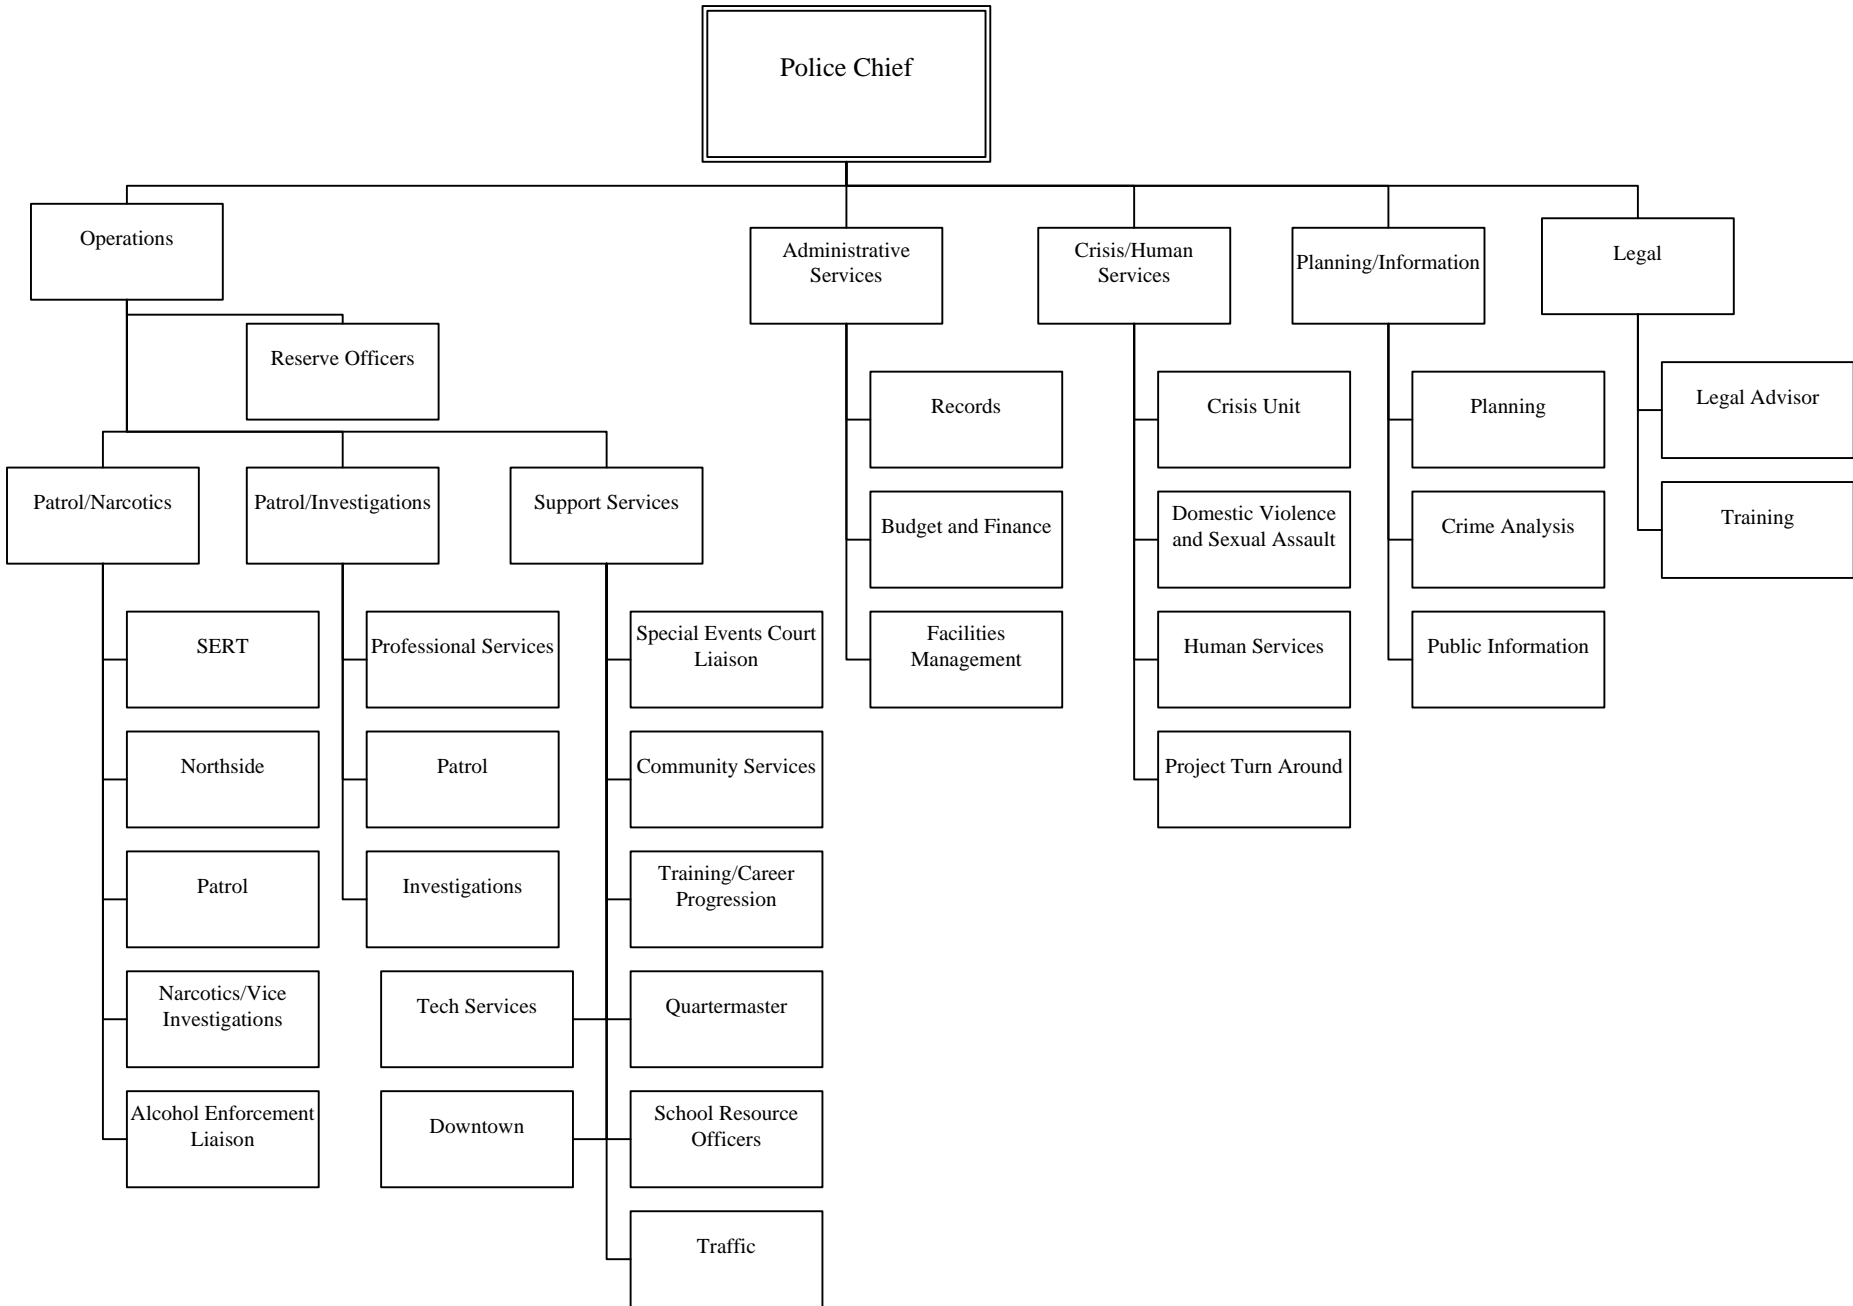 Police Chief
Operations
Administrative
Services
Crisis/Human
Services
Planning/Information
Legal
Reserve Officers
Records
Crisis Unit
Planning
Legal Advisor
Patrol/Narcotics
Patrol/Investigations
Support Services
Budget and Finance
Domestic Violence
and Sexual Assault
Crime Analysis
Training
SERT
Professional Services
Special Events Court
Liaison
Facilities
Management
Human Services
Public Information
Northside
Patrol
Community Services
Project Turn Around
Patrol
Investigations
Training/Career
Progression
Narcotics/Vice
Investigations
Tech Services
Quartermaster
Alcohol Enforcement
Liaison
Downtown
School Resource
Officers
Traffic